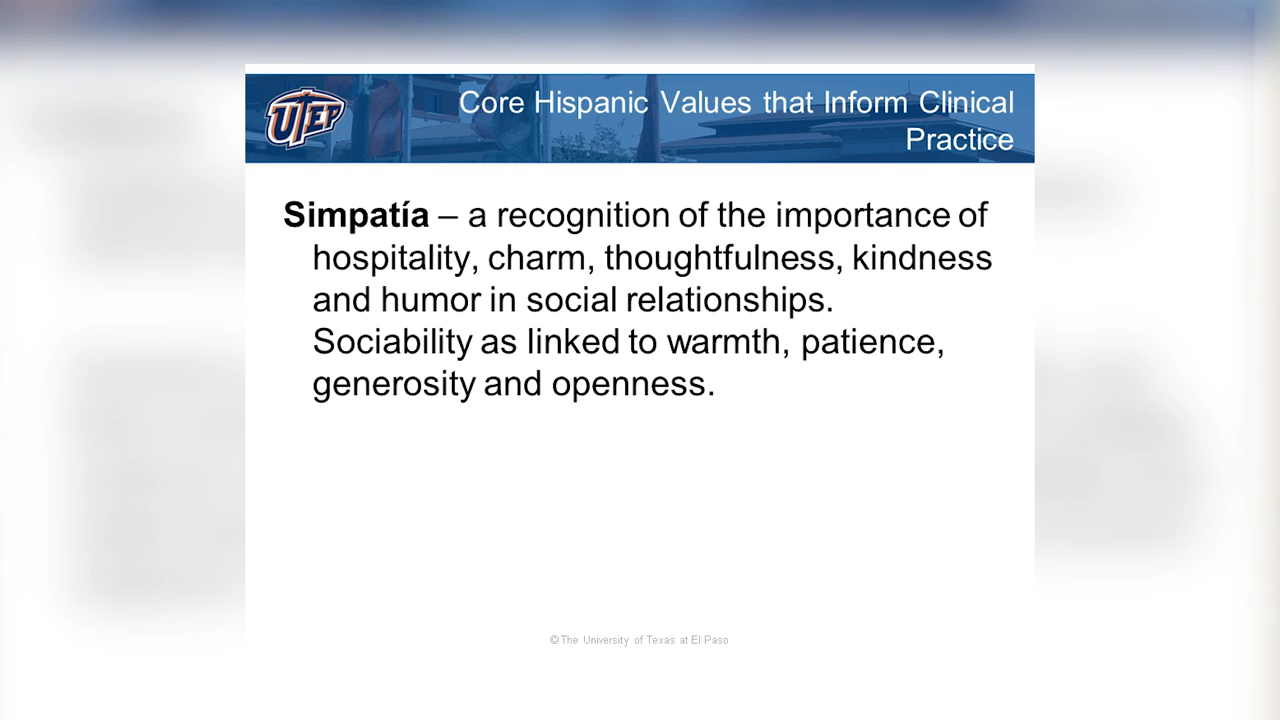 UTEP
Core Hispanic Values that Inform Clinical
Practice
Simpatía – a recognition of the importance of
hospitality, charm, thoughtfulness, kindness
and humor in social relationships.
Sociability as linked to warmth, patience,
generosity and openness.
© The University of Texas at El Paso